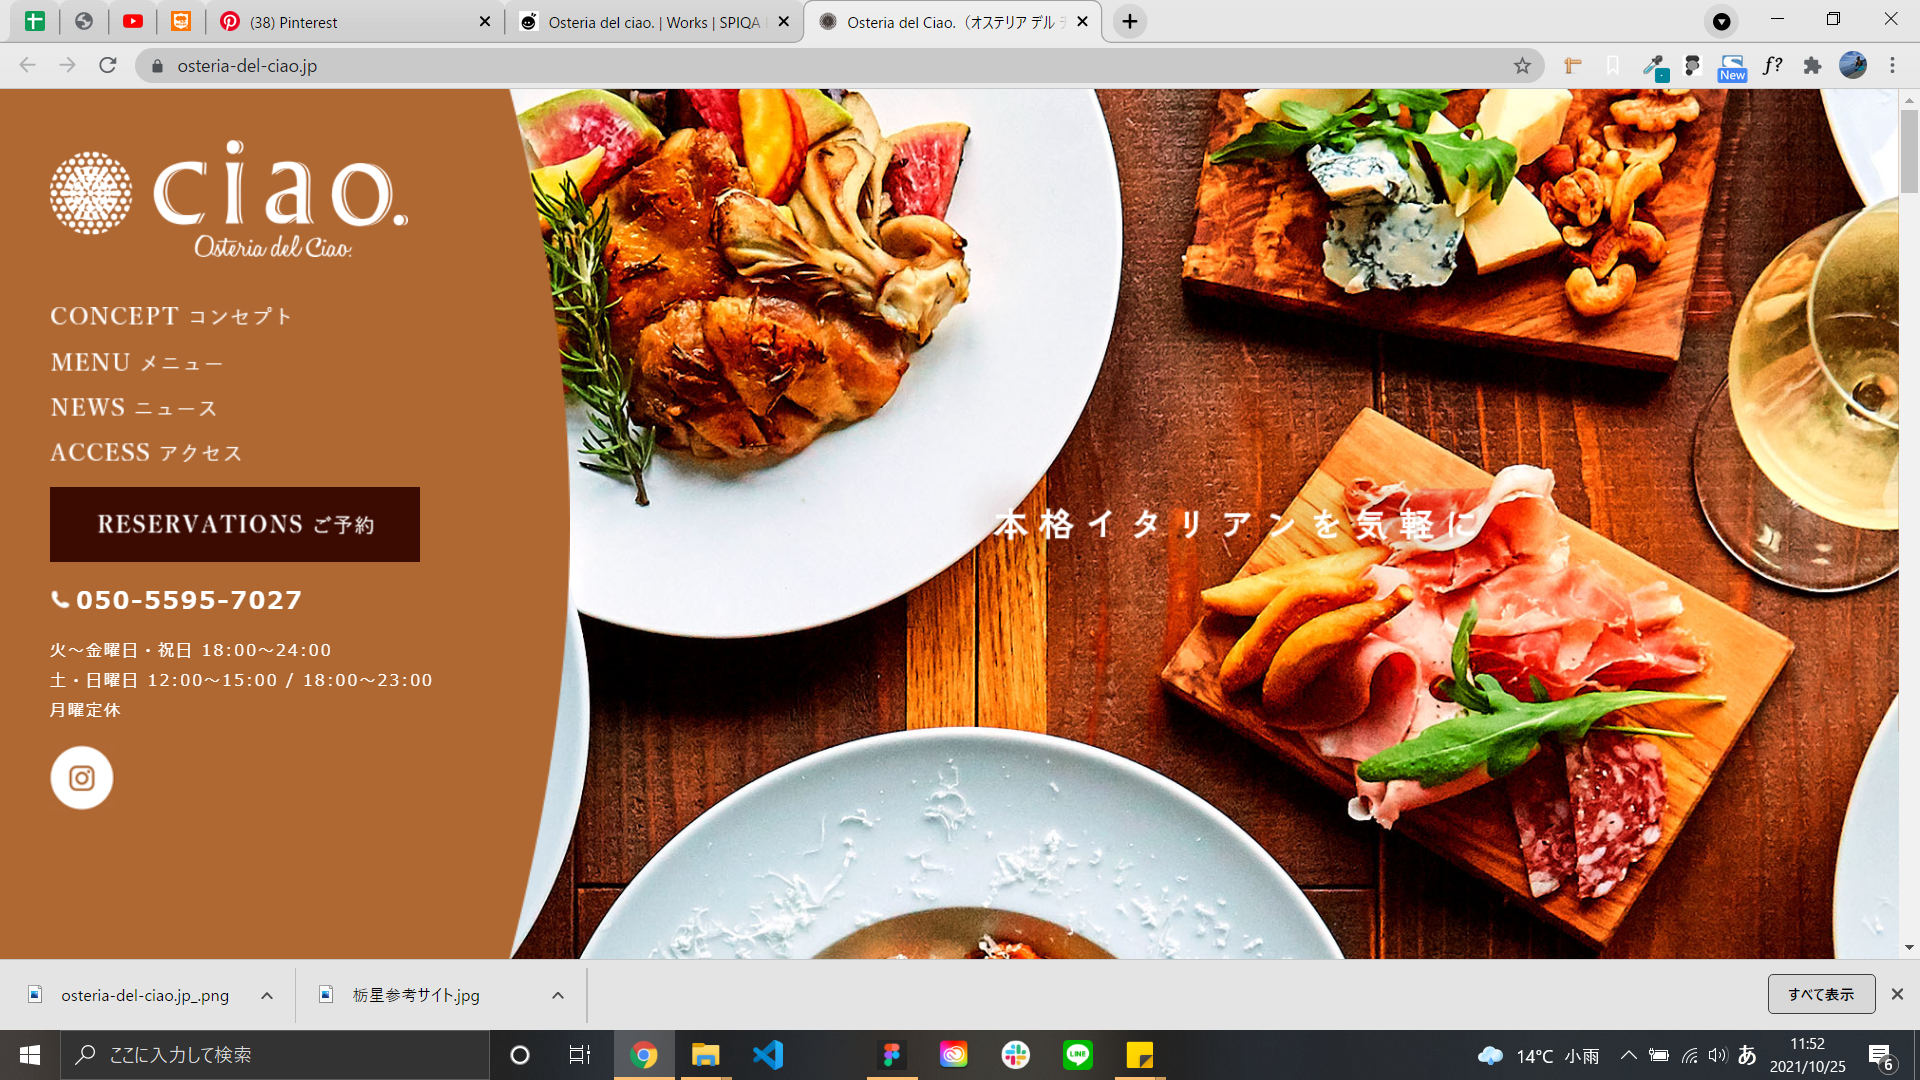 (38) Pinterest
Osteria del ciao. | Works | SPIQA
Osteria del Ciao.（オステリア デル
osteria-del-ciao.jp
New
f?
ciao.
Osteria del Ciao.
CONCEPT コンセプト
MENU メニュー
NEWS ニュース
ACCESS アクセス
RESERVATIONS ご予約
050-5595-7027
火〜金曜日・祝日 18:00〜24:00
土・日曜日 12:00〜15:00 / 18:00〜23:00
月曜定休
本格イタリアンを気軽に
osteria-del-ciao.jp_.png
栃星参考サイト.jpg
すべて表示
ここに入力して検索
LINE
14°C 小雨
あ
11:52
2021/10/25
6